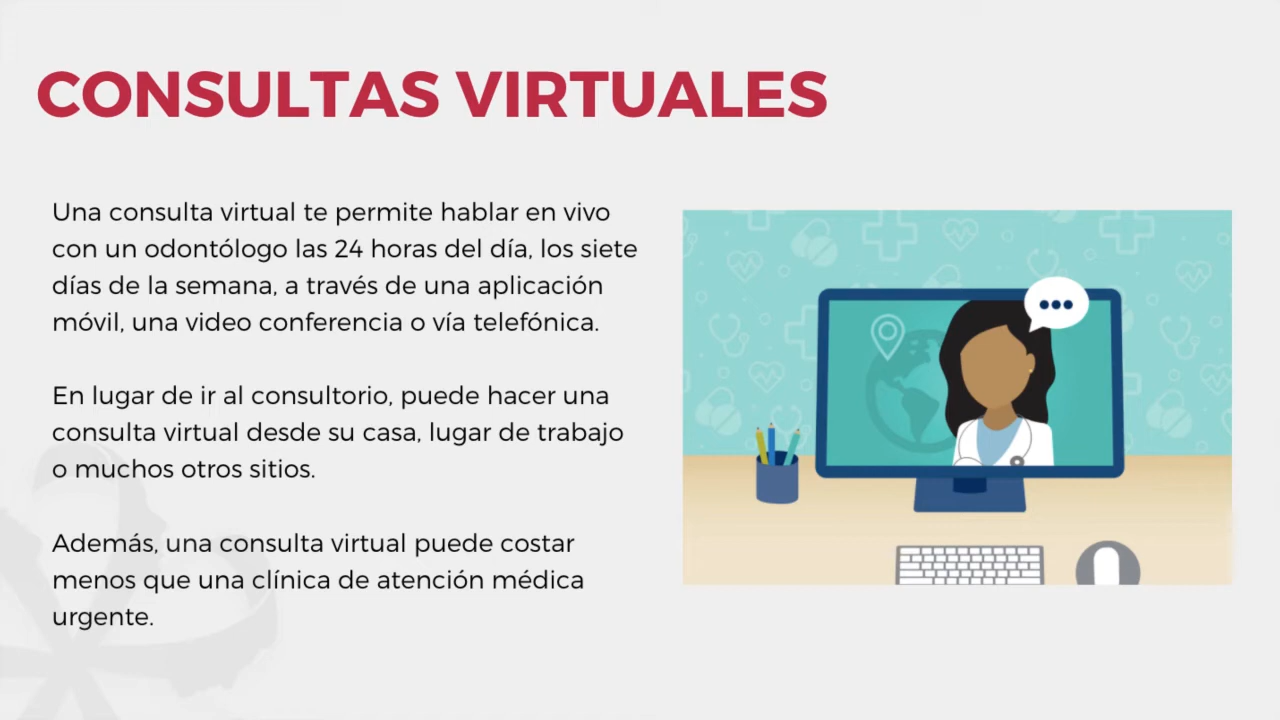 CONSULTAS VIRTUALES
Una consulta virtual te permite hablar en vivo
con un odontólogo las 24 horas del día, los siete
días de la semana, a través de una aplicación
móvil, una video conferencia o vía telefónica.
En lugar de ir al consultorio, puede hacer una
consulta virtual desde su casa, lugar de trabajo
o muchos otros sitios.
Además, una consulta virtual puede costar
menos que una clínica de atención médica
urgente.